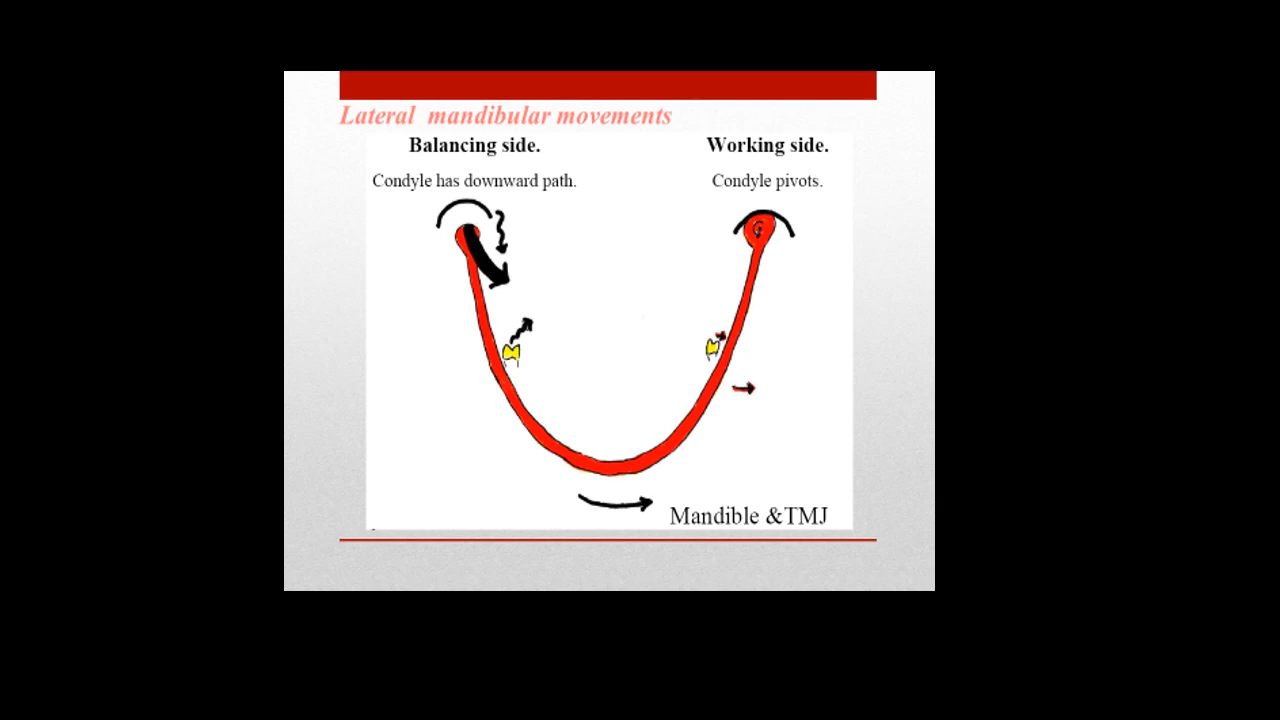 Lateral mandibular movements
Balancing side.
Working side.
Condyle has downward path.
Condyle pivots.
Mandible &TMJ